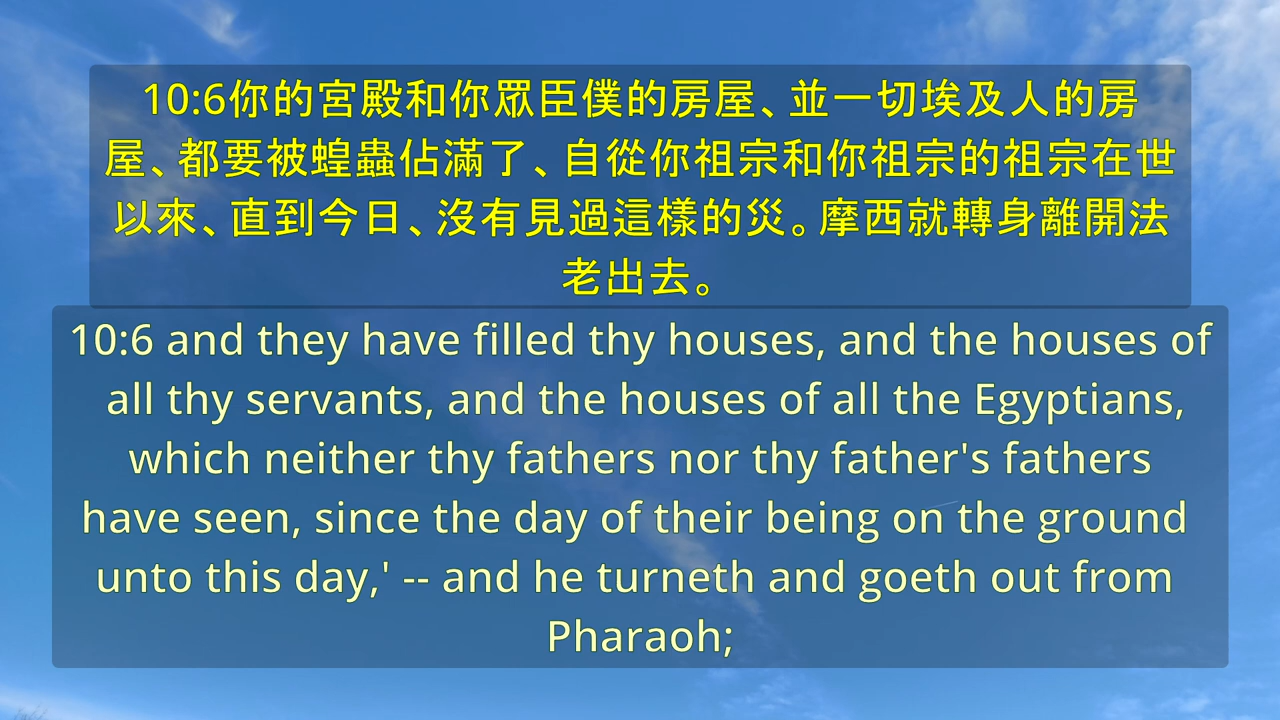 10:6你的宮殿和你眾臣僕的房屋、並一切埃及人的房
屋、都要被蝗蟲佔滿了、自從你祖宗和你祖宗的祖宗在世
以來、直到今日、沒有見過這樣的災。摩西就轉身離開法
老出去。
10:6 and they have filled thy houses, and the houses of
all thy servants, and the houses of all the Egyptians,
which neither thy fathers nor thy father's fathers
have seen, since the day of their being on the ground
unto this day,' -- and he turneth and goeth out from
Pharaoh;